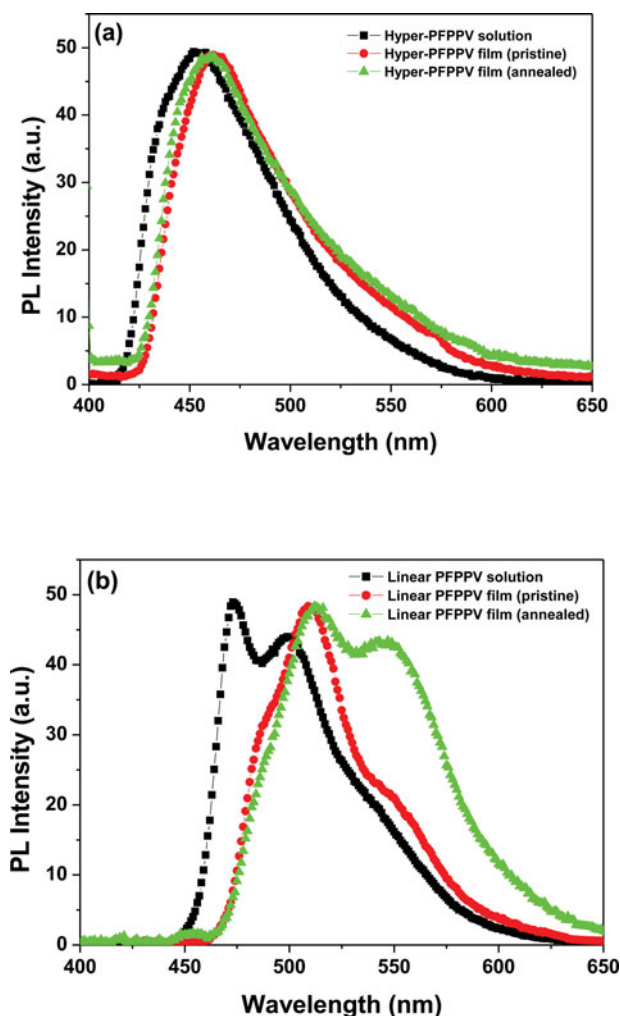 (a)
Hyper-PFPPV solution
Hyper-PFPPV film (pristine)
Hyper-PFPPV film (annealed)
PL Intensity (a.u.)
50
40
30
20
10
0
400 450 500 550 600 650
Wavelength (nm)
(b)
Linear PFPPV solution
Linear PFPPV film (pristine)
Linear PFPPV film (annealed)
PL Intensity (a.u.)
50
40
30
20
10
0
400 450 500 550 600 650
Wavelength (nm)